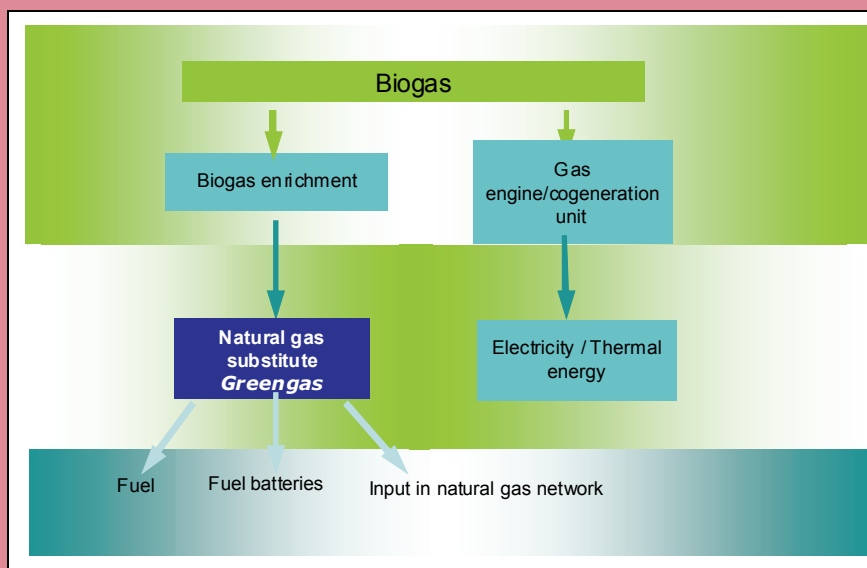 Biogas
Biogas enrichment
Gas
engine/cogeneration
unit
Natural gas
substitute
Greengas
Electricity / Thermal
energy
Fuel
Fuel batteries
Input in natural gas network